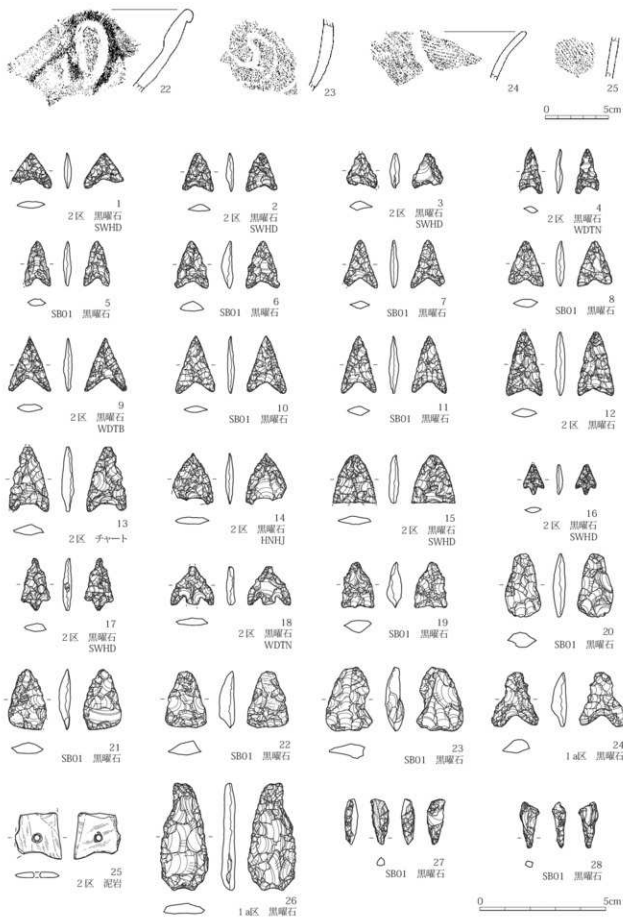 22
23
24
25
0 5cm
1
2区 黒曜石
SWHD
2
2区 黒曜石
SWHD
3
2区 黒曜石
SWHD
4
2区 黒曜石
WDTN
5
SB01 黒曜石
6
SB01 黒曜石
7
SB01 黒曜石
8
SB01 黒曜石
9
2区 黒曜石
WDTB
10
SB01 黒曜石
11
SB01 黒曜石
12
2区 黒曜石
13
2区 チャート
14
2区 黒曜石
HNHJ
15
2区 黒曜石
SWHD
16
2区 黒曜石
SWHD
17
2区 黒曜石
SWHD
18
2区 黒曜石
WDTN
19
SB01 黒曜石
20
SB01 黒曜石
21
SB01 黒曜石
22
SB01 黒曜石
23
SB01 黒曜石
24
1a区 黒曜石
25
2区 泥岩
26
1a区 黒曜石
27
SB01 黒曜石
28
SB01 黒曜石
0 5cm